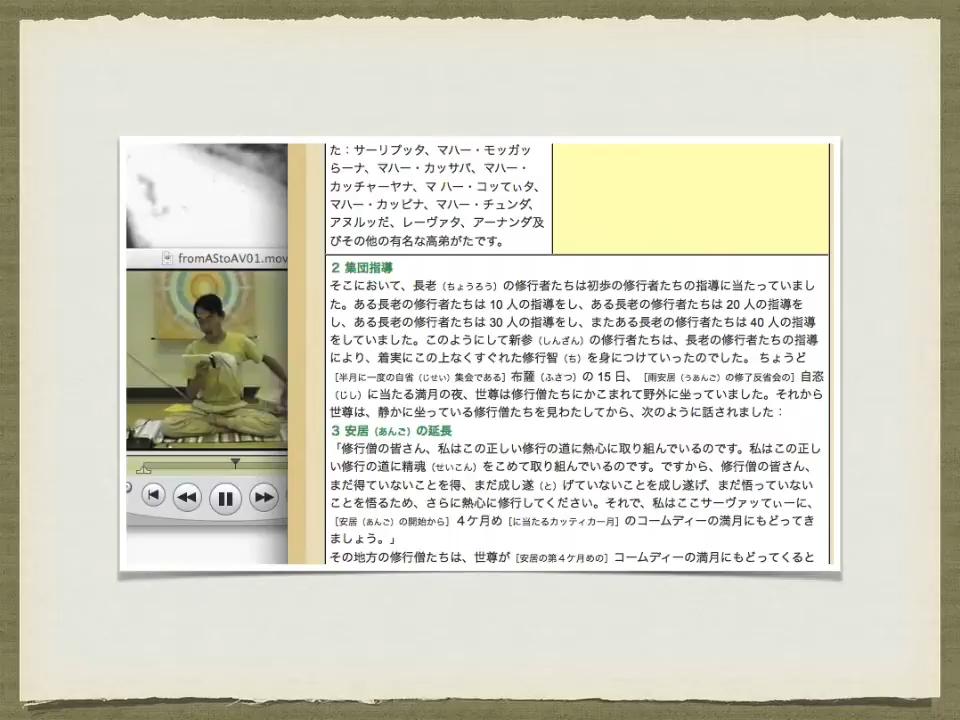 た：サーリプッタ、マハー・モッガッ
らーナ、マハー・カッサパ、マハー・
カッチャーヤナ、マ ハー・コッてぃタ、
マハー・カッピナ、マハー・チュンダ、
アヌルッだ、レーヴァタ、アーナンダ及
びその他の有名な高弟がたです。
fromAStoAV01.mov
2 集団指導
そこにおいて、長老（ちょうろう）の修行者たちは初歩の修行者たちの指導に当たっていまし
た。ある長老の修行者たちは 10 人の指導をし、ある長老の修行者たちは 20 人の指導を
し、ある長老の修行者たちは 30 人の指導をし、またある長老の修行者たちは 40 人の指導
をしていました。このようにして新参（しんざん）の修行者たちは、長老の修行者たちの指導
により、着実にこの上なくすぐれた修行智（ち）を身につけていったのでした。 ちょうど
［半月に一度の自省（じせい）集会である］布薩（ふさつ）の 15 日、［雨安居（うあんご）の修了反省会の］自恣
（じし）に当たる満月の夜、世尊は修行僧たちにかこまれて野外に坐っていました。それから
世尊は、静かに坐っている修行僧たちを見わたしてから、次のように話されました：
3 安居（あんご）の延長
「修行僧の皆さん、私はこの正しい修行の道に熱心に取り組んでいるのです。私はこの正し
い修行の道に精魂（せいこん）をこめて取り組んでいるのです。ですから、修行僧の皆さん、
まだ得ていないことを得、まだ成し遂（と）げていないことを成し遂げ、まだ悟っていない
ことを悟るため、さらに熱心に修行してください。それで、私はここサーヴァッてぃーに、
［安居（あんご）の開始から］４ケ月め［に当たるカッティカー月］のコームディーの満月にもどってき
ましょう。」
その地方の修行僧たちは、世尊が［安居の第４ケ月めの］コームディーの満月にもどってくると